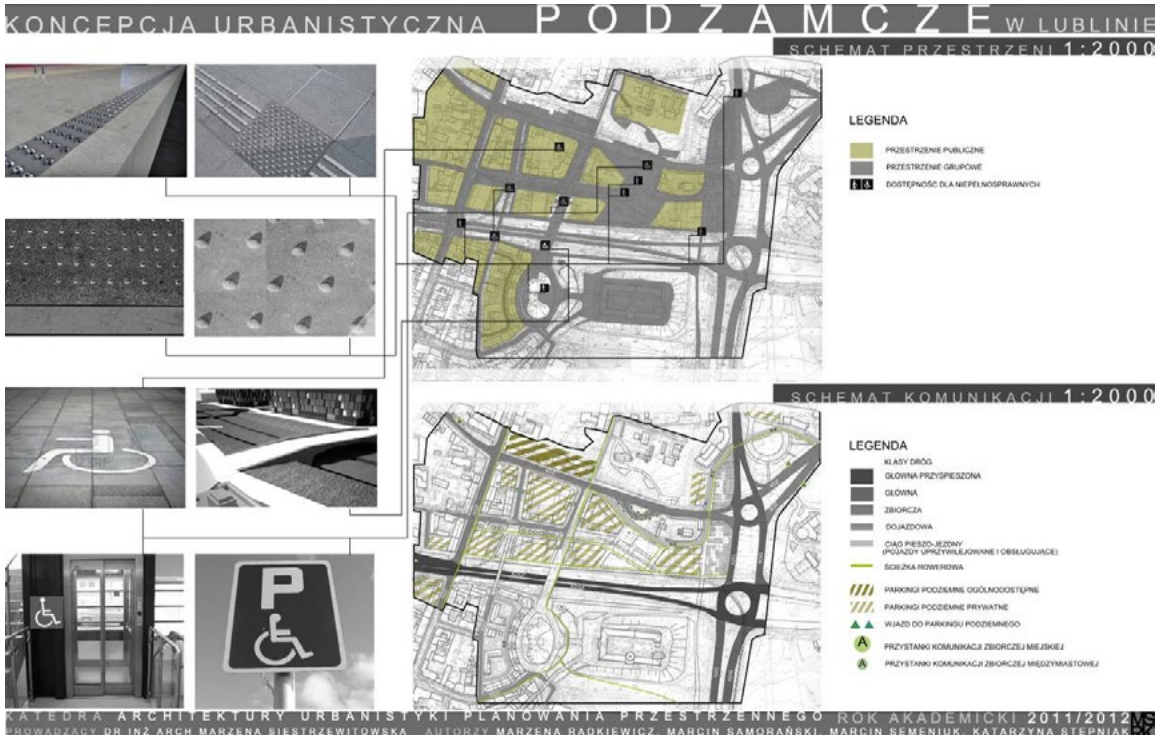 KONCEPCJA URBANISTYCZNA PODZAMCZE W LUBLINIE
SCHEMAT PRZESTRZENI 1:2000
LEGENDA
PRZESTRZENIE PUBLICZNE
PRZESTRZENIE GRUPOWE
DOSTĘPNOŚĆ DLA NIEPEŁNOSPRAWNYCH
SCHEMAT KOMUNIKACJI 1:2000
LEGENDA
KLASY DRÓG
GŁÓWNA PRZYSPIESZONA
GŁÓWNA
ZBIORCZA
DOJAZDOWA
CIĄG PIESZO-JEZDNY
(POJAZDY UPRZYWILEJOWANE I OBSŁUGUJĄCE)
ŚCIEŻKA ROWEROWA
PARKINGI PODZIEMNE OGÓLNODOSTĘPNE
PARKINGI PODZIEMNE PRYWATNE
WJAZD DO PARKINGU PODZIEMNEGO
A PRZYSTANKI KOMUNIKACJI ZBIORCZEJ MIEJSKIEJ
A PRZYSTANKI KOMUNIKACJI ZBIORCZEJ MIĘDZYMIASTOWEJ
P
KATEDRA ARCHITEKTURY URBANISTYKI PLANOWANIA PRZESTRZENNEGO ROK AKADEMICKI 2011/2012
PROWADZĄCY DR INŻ ARCH MARZENA SIESTRZEWITOWSKA AUTORZY MARZENA RADKIEWICZ, MARCIN SAMORAŃSKI, MARCIN SEMENIUK, KATARZYNA STEPNIAK